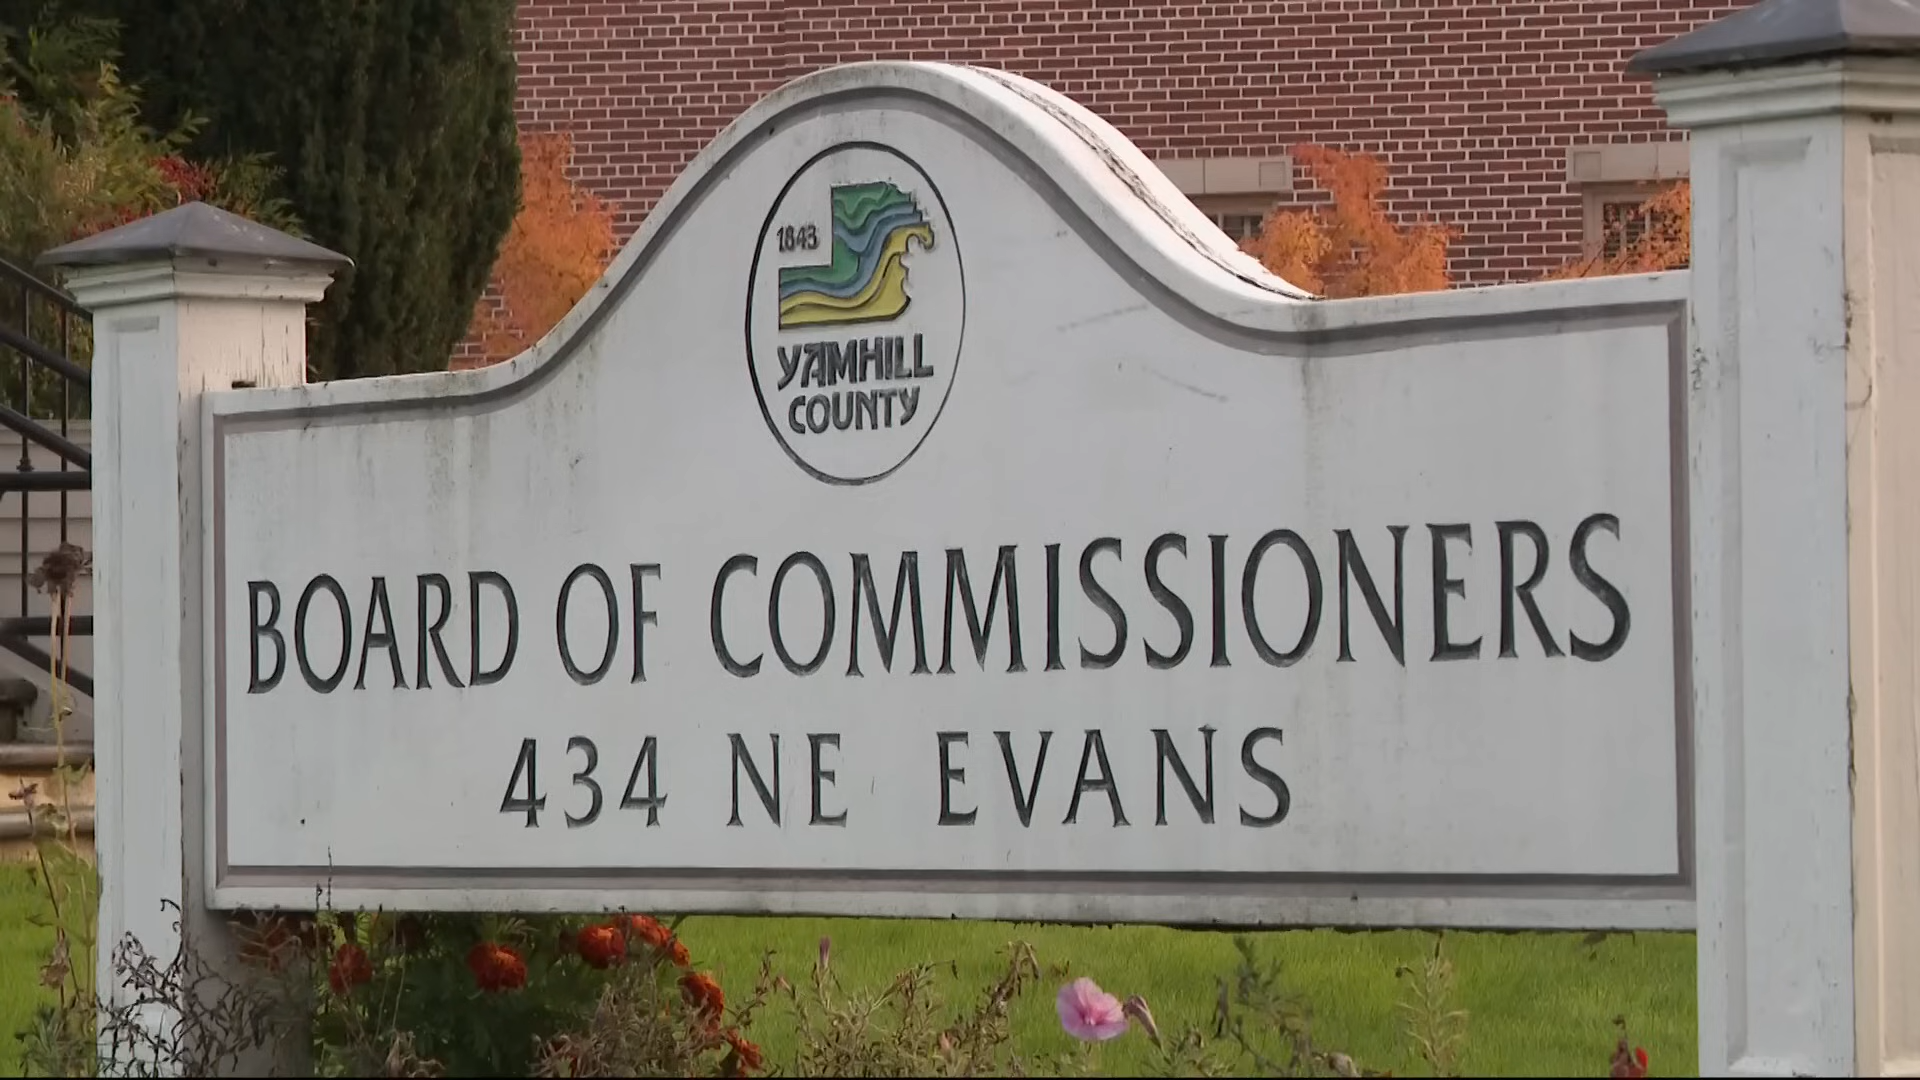 1843
YAMHILL
COUNTY
BOARD OF COMMISSIONERS
434 NE EVANS